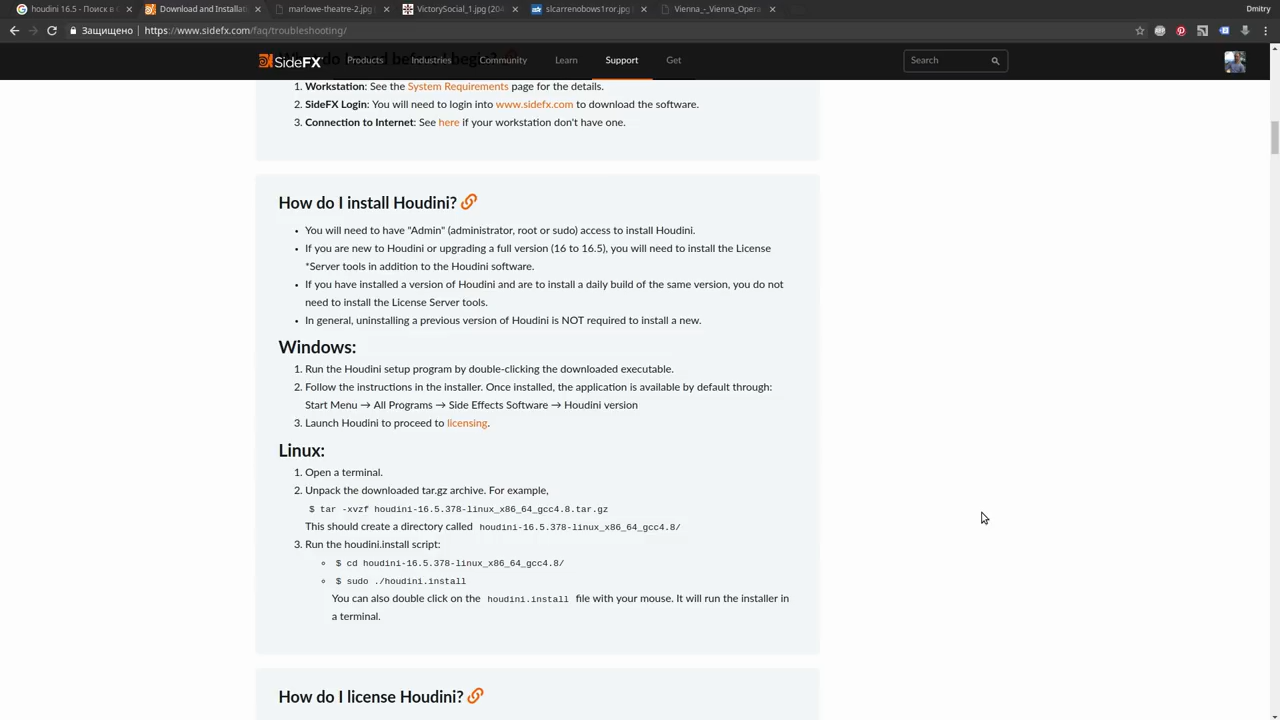 houdini 16.5 - Поиск в G
Download and Installati
marlowe-theatre-2.jpg (
VictorySocial_1.jpg (204
slcarrenobows1ror.jpg (
Vienna_-_Vienna_Opera_
Dmitry
Защищено
https://www.sidefx.com/faq/troubleshooting/
SideFX
Products
Industries
Community
Learn
Support
Get
Search
1. Workstation: See the System Requirements page for the details.
2. SideFX Login: You will need to login into www.sidefx.com to download the software.
3. Connection to Internet: See here if your workstation don't have one.
How do I install Houdini?
• You will need to have "Admin" (administrator, root or sudo) access to install Houdini.
• If you are new to Houdini or upgrading a full version (16 to 16.5), you will need to install the License
*Server tools in addition to the Houdini software.
• If you have installed a version of Houdini and are to install a daily build of the same version, you do not
need to install the License Server tools.
• In general, uninstalling a previous version of Houdini is NOT required to install a new.
Windows:
1. Run the Houdini setup program by double-clicking the downloaded executable.
2. Follow the instructions in the installer. Once installed, the application is available by default through:
Start Menu → All Programs → Side Effects Software → Houdini version
3. Launch Houdini to proceed to licensing.
Linux:
1. Open a terminal.
2. Unpack the downloaded tar.gz archive. For example,
$ tar -xvzf houdini-16.5.378-linux_x86_64_gcc4.8.tar.gz
This should create a directory called houdini-16.5.378-linux_x86_64_gcc4.8/
3. Run the houdini.install script:
$ cd houdini-16.5.378-linux_x86_64_gcc4.8/
$ sudo ./houdini.install
You can also double click on the houdini.install file with your mouse. It will run the installer in
a terminal.
How do I license Houdini?